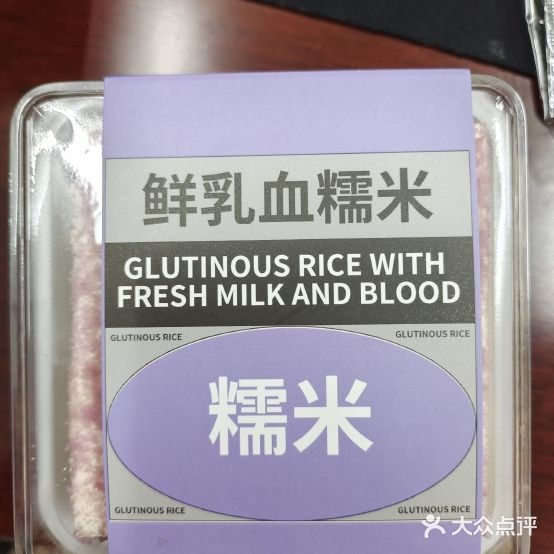 鲜乳血糯米
GLUTINOUS RICE WITH
FRESH MILK AND BLOOD
GLUTINOUS RICE
GLUTINOUS RICE
糯米
GLUTINOUS RICE
GLUTINOUS RICE
大众点评